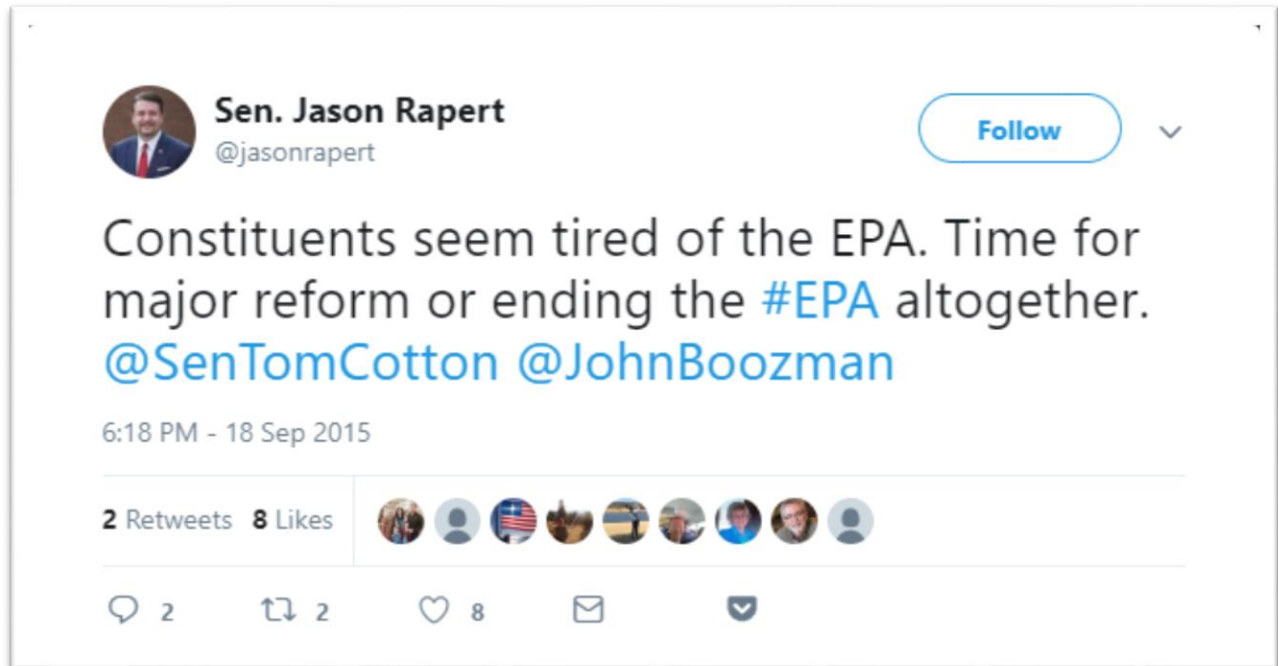 Sen. Jason Rapert
@jasonrapert
Follow
Constituents seem tired of the EPA. Time for
major reform or ending the #EPA altogether.
@SenTomCotton @JohnBoozman
6:18 PM - 18 Sep 2015
2 Retweets 8 Likes
2 2 8